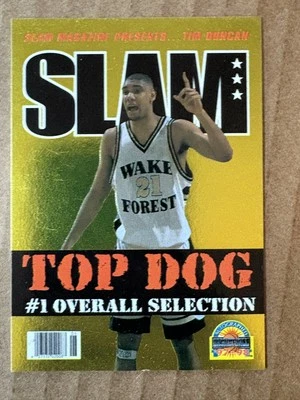 SLAM MAGAZINE PRESENTS... TIM DUNCAN
SLAM
WAKE
21
FOREST
TOP DOG
#1 OVERALL SELECTION